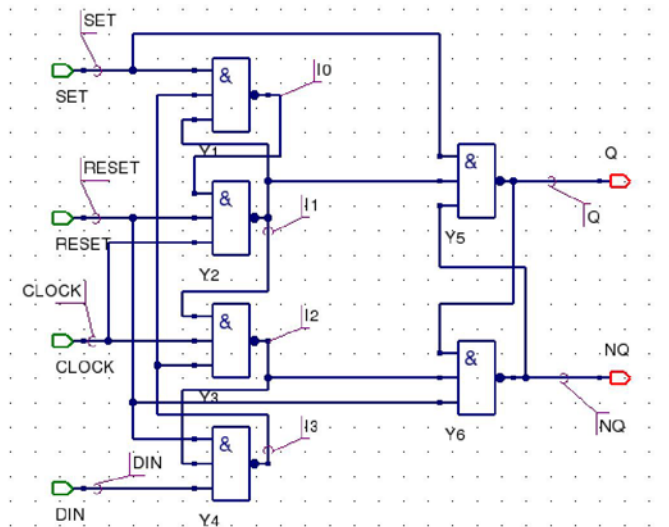 SET
I0
&
SET
Y1
Q
RESET
&
&
I1
Q
RESET
Y5
Y2
CLOCK
&
I2
NQ
CLOCK
&
Y3
I3
NQ
&
Y6
DIN
DIN
Y4